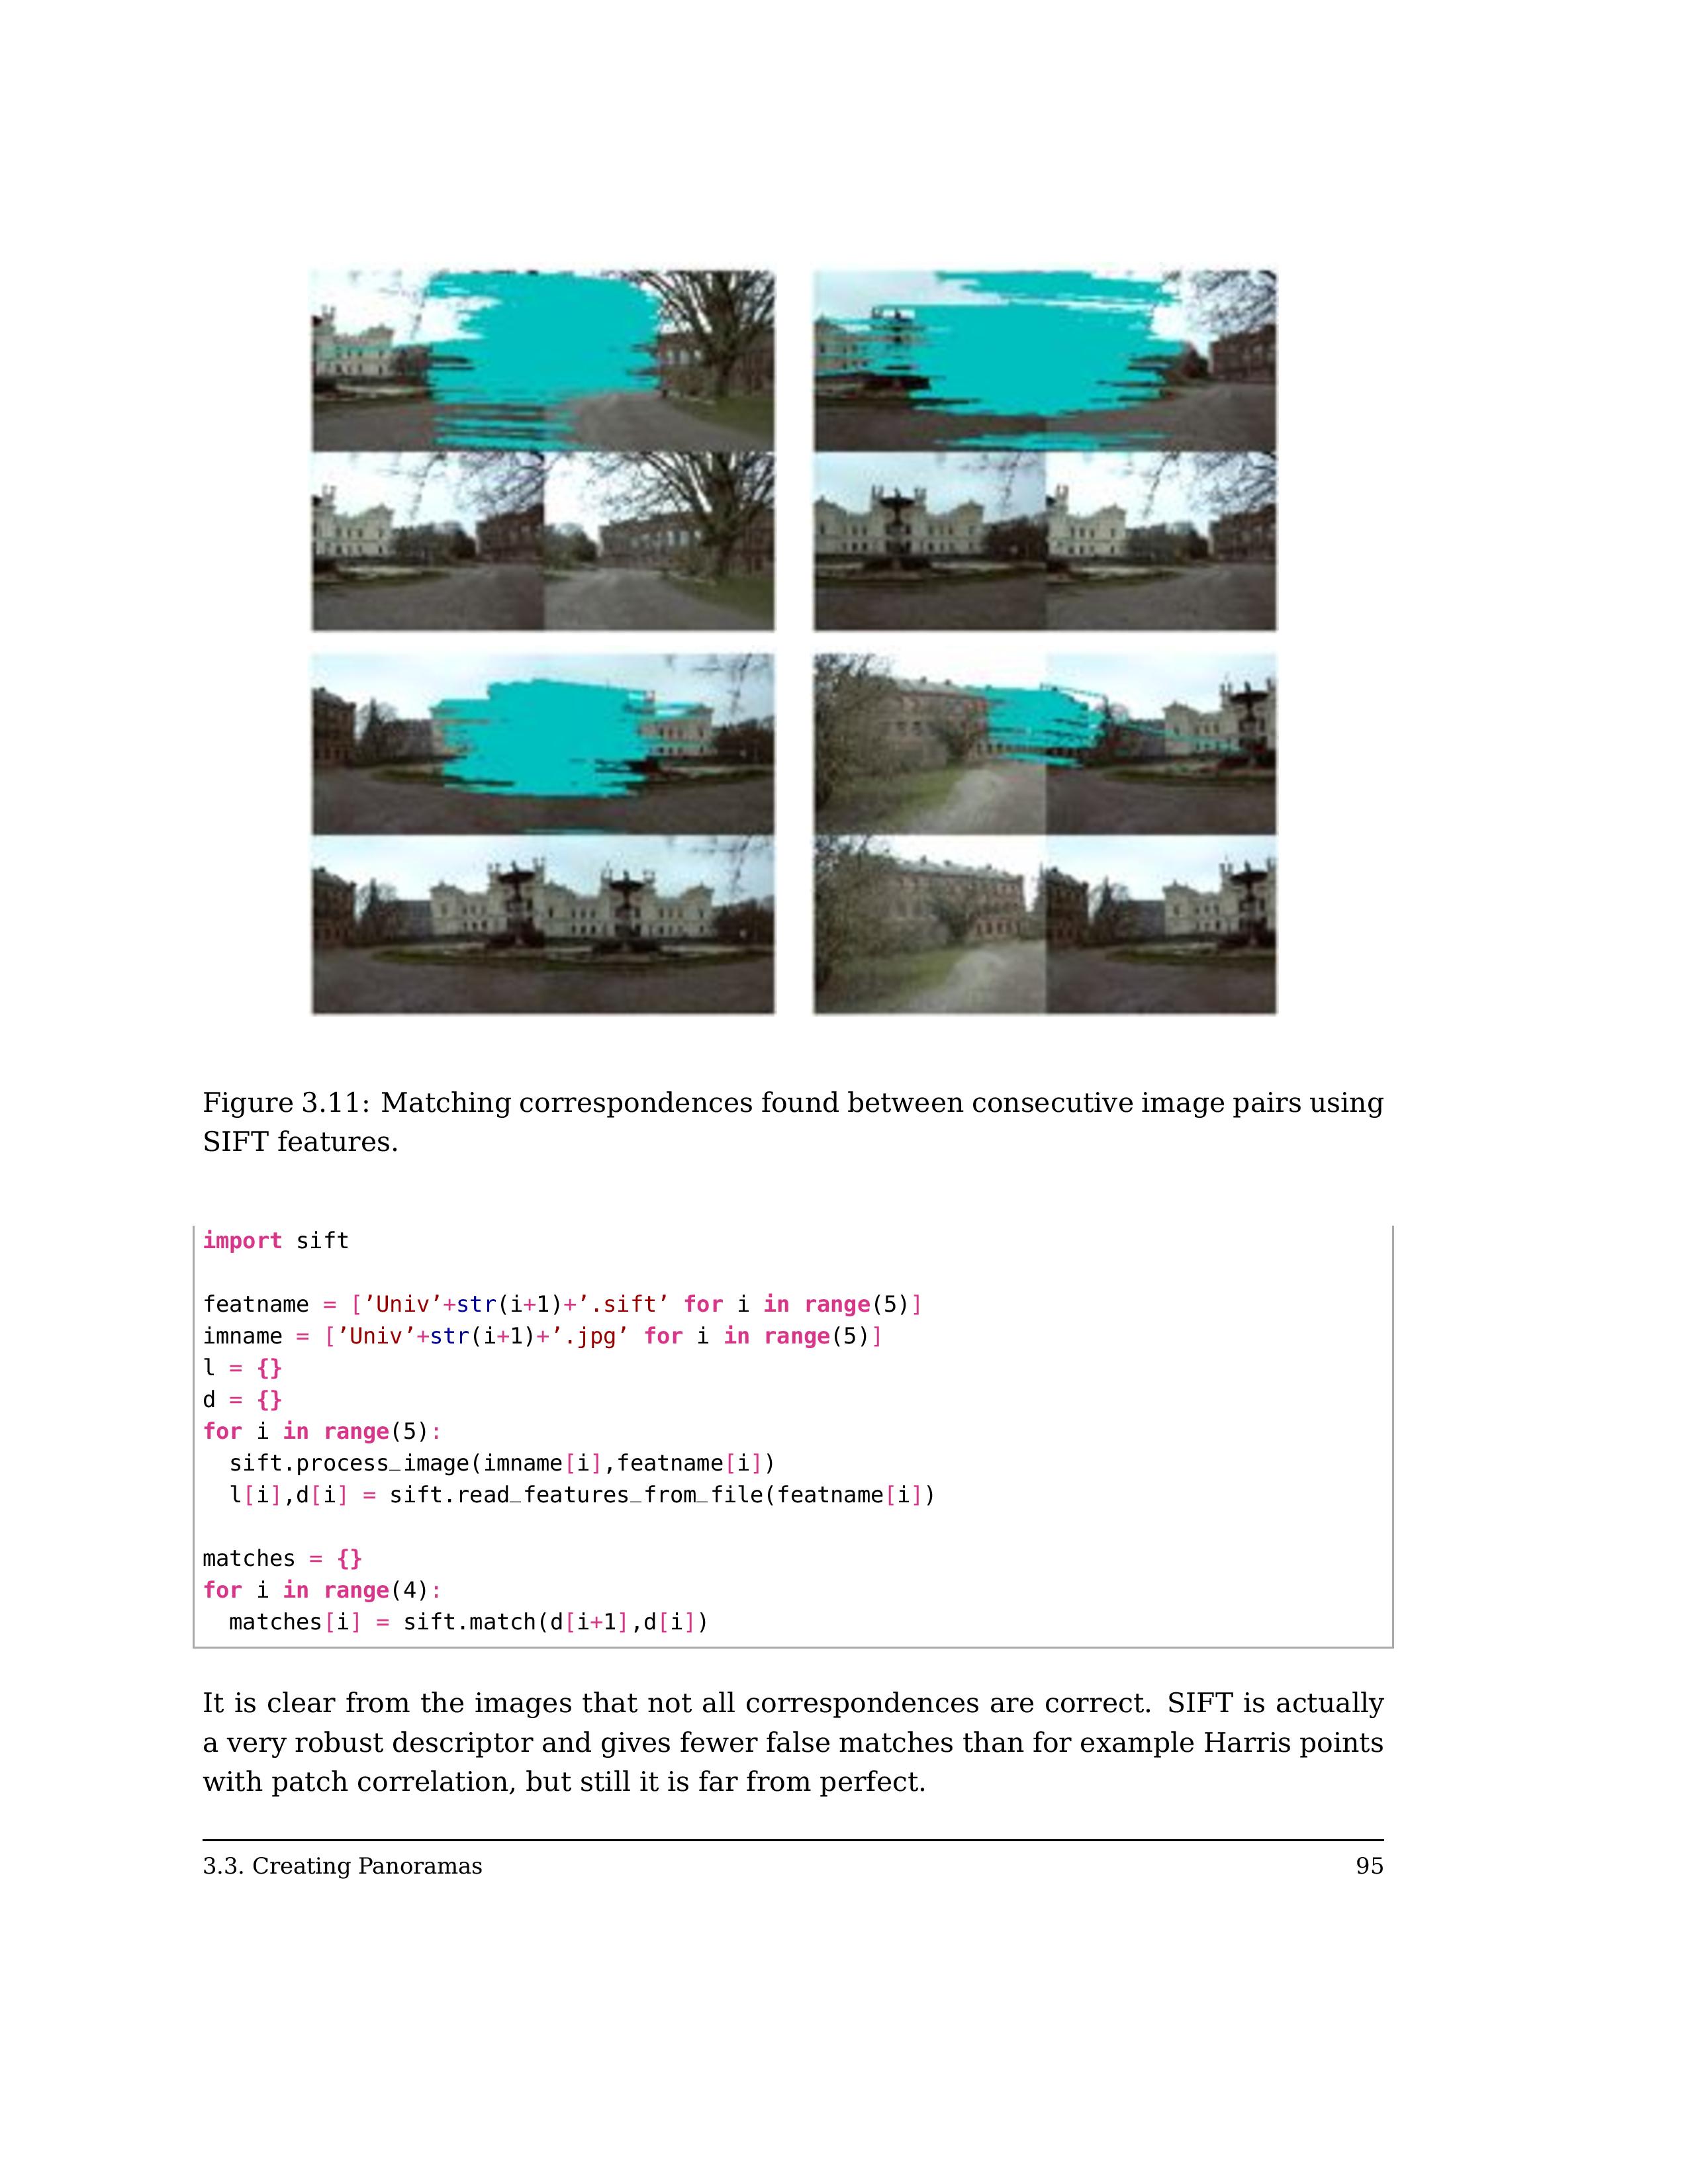 Figure 3.11: Matching correspondences found between consecutive image pairs using
SIFT features.
import sift
featname = [’Univ’+str(i+1)+’.sift’ for i in range(5)]
imname = [’Univ’+str(i+1)+’.jpg’ for i in range(5)]
l = {}
d = {}
for i in range(5):
  sift.process_image(imname[i],featname[i])
  l[i],d[i] = sift.read_features_from_file(featname[i])
matches = {}
for i in range(4):
  matches[i] = sift.match(d[i+1],d[i])
It is clear from the images that not all correspondences are correct. SIFT is actually
a very robust descriptor and gives fewer false matches than for example Harris points
with patch correlation, but still it is far from perfect.
3.3. Creating Panoramas 95